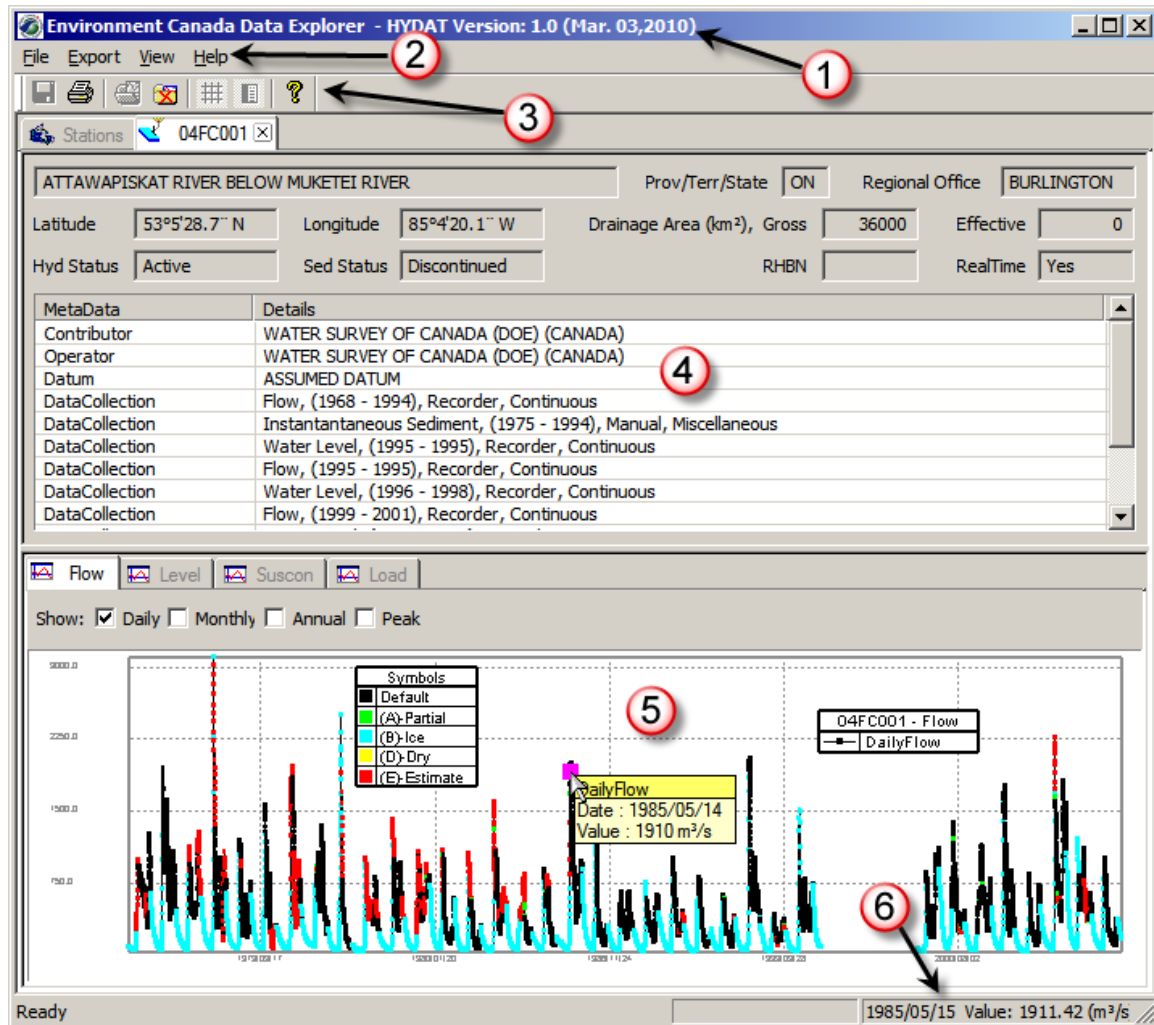 Environment Canada Data Explorer - HYDAT Version: 1.0 (Mar. 03,2010)
1
File Export View Help
2
3
Stations 04FC001
ATTAWAPISKAT RIVER BELOW MUKETEI RIVER Prov/Terr/State ON Regional Office BURLINGTON
Latitude 53°5'28.7¨ N Longitude 85°4'20.1¨ W Drainage Area (km²), Gross 36000 Effective 0
Hyd Status Active Sed Status Discontinued RHBN RealTime Yes
MetaData Details
Contributor WATER SURVEY OF CANADA (DOE) (CANADA)
Operator WATER SURVEY OF CANADA (DOE) (CANADA)
Datum ASSUMED DATUM
4
DataCollection Flow, (1968 - 1994), Recorder, Continuous
DataCollection Instantantaneous Sediment, (1975 - 1994), Manual, Miscellaneous
DataCollection Water Level, (1995 - 1995), Recorder, Continuous
DataCollection Flow, (1995 - 1995), Recorder, Continuous
DataCollection Water Level, (1996 - 1998), Recorder, Continuous
DataCollection Flow, (1999 - 2001), Recorder, Continuous
Flow Level Suscon Load
Show: Daily Monthly Annual Peak
3000.0
2250.0
1500.0
750.0
Symbols
Default
(A)-Partial
(B)-Ice
(D)-Dry
(E)-Estimate
5
04FC001 - Flow
DailyFlow
DailyFlow
Date : 1985/05/14
Value : 1910 m³/s
6
Ready 1985/05/15 Value: 1911.42 (m³/s